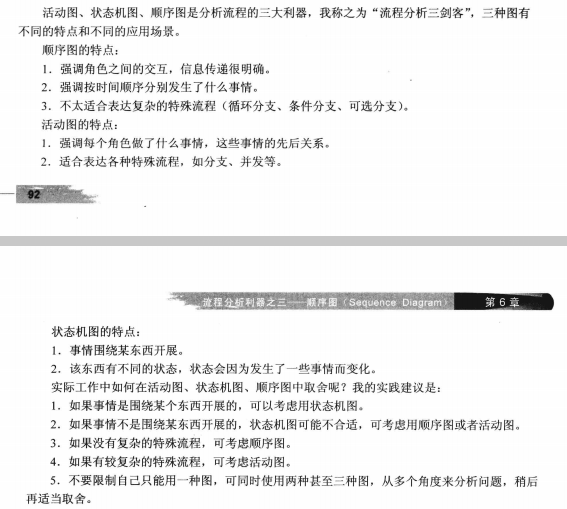 活动图、状态机图、顺序图是分析流程的三大利器，我称之为“流程分析三剑客”，三种图有
不同的特点和不同的应用场景。
顺序图的特点：
1．强调角色之间的交互，信息传递很明确。
2．强调按时间顺序分别发生了什么事情。
3．不太适合表达复杂的特殊流程（循环分支、条件分支、可选分支）。
活动图的特点：
1．强调每个角色做了什么事情，这些事情的先后关系。
2．适合表达各种特殊流程，如分支、并发等。
92
流程分析利器之三——顺序图（Sequence Diagram） 第 6 章
状态机图的特点：
1．事情围绕某东西开展。
2．该东西有不同的状态，状态会因为发生了一些事情而变化。
实际工作中如何在活动图、状态机图、顺序图中取舍呢？我的实践建议是：
1．如果事情是围绕某个东西开展的，可以考虑用状态机图。
2．如果事情不是围绕某东西开展的，状态机图可能不合适，可考虑用顺序图或者活动图。
3．如果没有复杂的特殊流程，可考虑顺序图。
4．如果有较复杂的特殊流程，可考虑活动图。
5．不要限制自己只能用一种图，可同时使用两种甚至三种图，从多个角度来分析问题，稍后
再适当取舍。